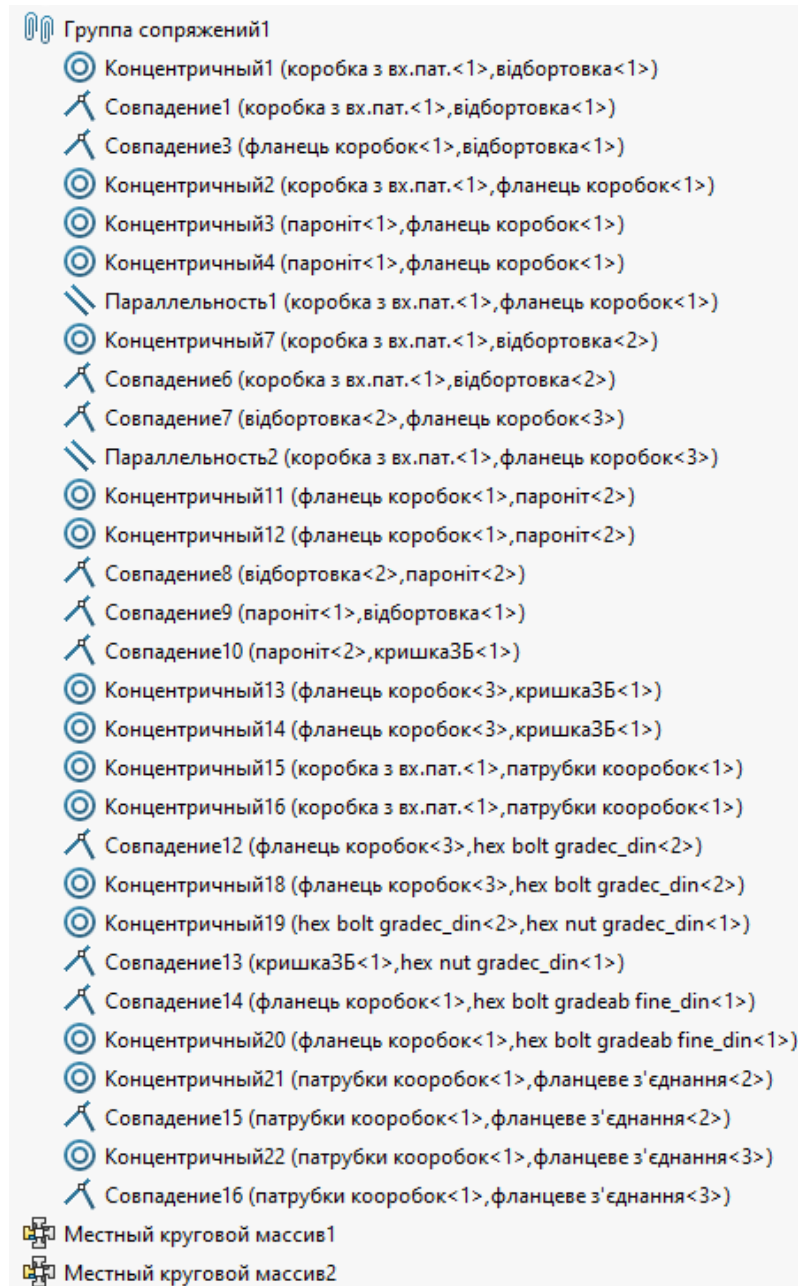 Группа сопряжений1
Концентричный1 (коробка з вх.пат.<1>,відбортовка<1>)
Совпадение1 (коробка з вх.пат.<1>,відбортовка<1>)
Совпадение3 (фланець коробок<1>,відбортовка<1>)
Концентричный2 (коробка з вх.пат.<1>,фланець коробок<1>)
Концентричный3 (пароніт<1>,фланець коробок<1>)
Концентричный4 (пароніт<1>,фланець коробок<1>)
Параллельность1 (коробка з вх.пат.<1>,фланець коробок<1>)
Концентричный7 (коробка з вх.пат.<1>,відбортовка<2>)
Совпадение6 (коробка з вх.пат.<1>,відбортовка<2>)
Совпадение7 (відбортовка<2>,фланець коробок<3>)
Параллельность2 (коробка з вх.пат.<1>,фланець коробок<3>)
Концентричный11 (фланець коробок<1>,пароніт<2>)
Концентричный12 (фланець коробок<1>,пароніт<2>)
Совпадение8 (відбортовка<2>,пароніт<2>)
Совпадение9 (пароніт<1>,відбортовка<1>)
Совпадение10 (пароніт<2>,кришкаЗБ<1>)
Концентричный13 (фланець коробок<3>,кришкаЗБ<1>)
Концентричный14 (фланець коробок<3>,кришкаЗБ<1>)
Концентричный15 (коробка з вх.пат.<1>,патрубки кооробок<1>)
Концентричный16 (коробка з вх.пат.<1>,патрубки кооробок<1>)
Совпадение12 (фланець коробок<3>,hex bolt gradec_din<2>)
Концентричный18 (фланець коробок<3>,hex bolt gradec_din<2>)
Концентричный19 (hex bolt gradec_din<2>,hex nut gradec_din<1>)
Совпадение13 (кришкаЗБ<1>,hex nut gradec_din<1>)
Совпадение14 (фланець коробок<1>,hex bolt gradeab fine_din<1>)
Концентричный20 (фланець коробок<1>,hex bolt gradeab fine_din<1>)
Концентричный21 (патрубки кооробок<1>,фланцеве з'єднання<2>)
Совпадение15 (патрубки кооробок<1>,фланцеве з'єднання<2>)
Концентричный22 (патрубки кооробок<1>,фланцеве з'єднання<3>)
Совпадение16 (патрубки кооробок<1>,фланцеве з'єднання<3>)
Местный круговой массив1
Местный круговой массив2